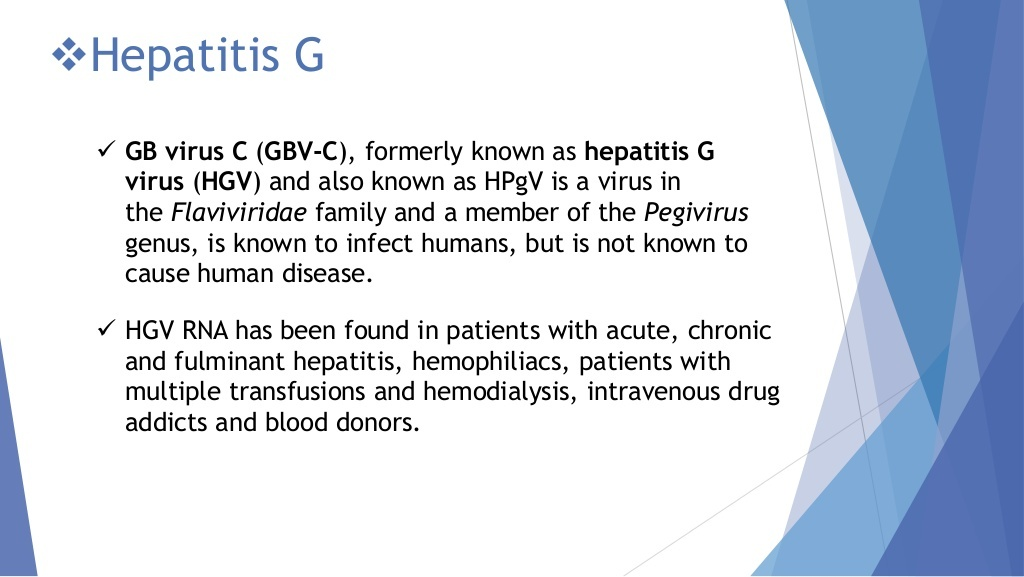 ❖Hepatitis G
✓ GB virus C (GBV-C), formerly known as hepatitis G
virus (HGV) and also known as HPgV is a virus in
the Flaviviridae family and a member of the Pegivirus
genus, is known to infect humans, but is not known to
cause human disease.
✓ HGV RNA has been found in patients with acute, chronic
and fulminant hepatitis, hemophiliacs, patients with
multiple transfusions and hemodialysis, intravenous drug
addicts and blood donors.